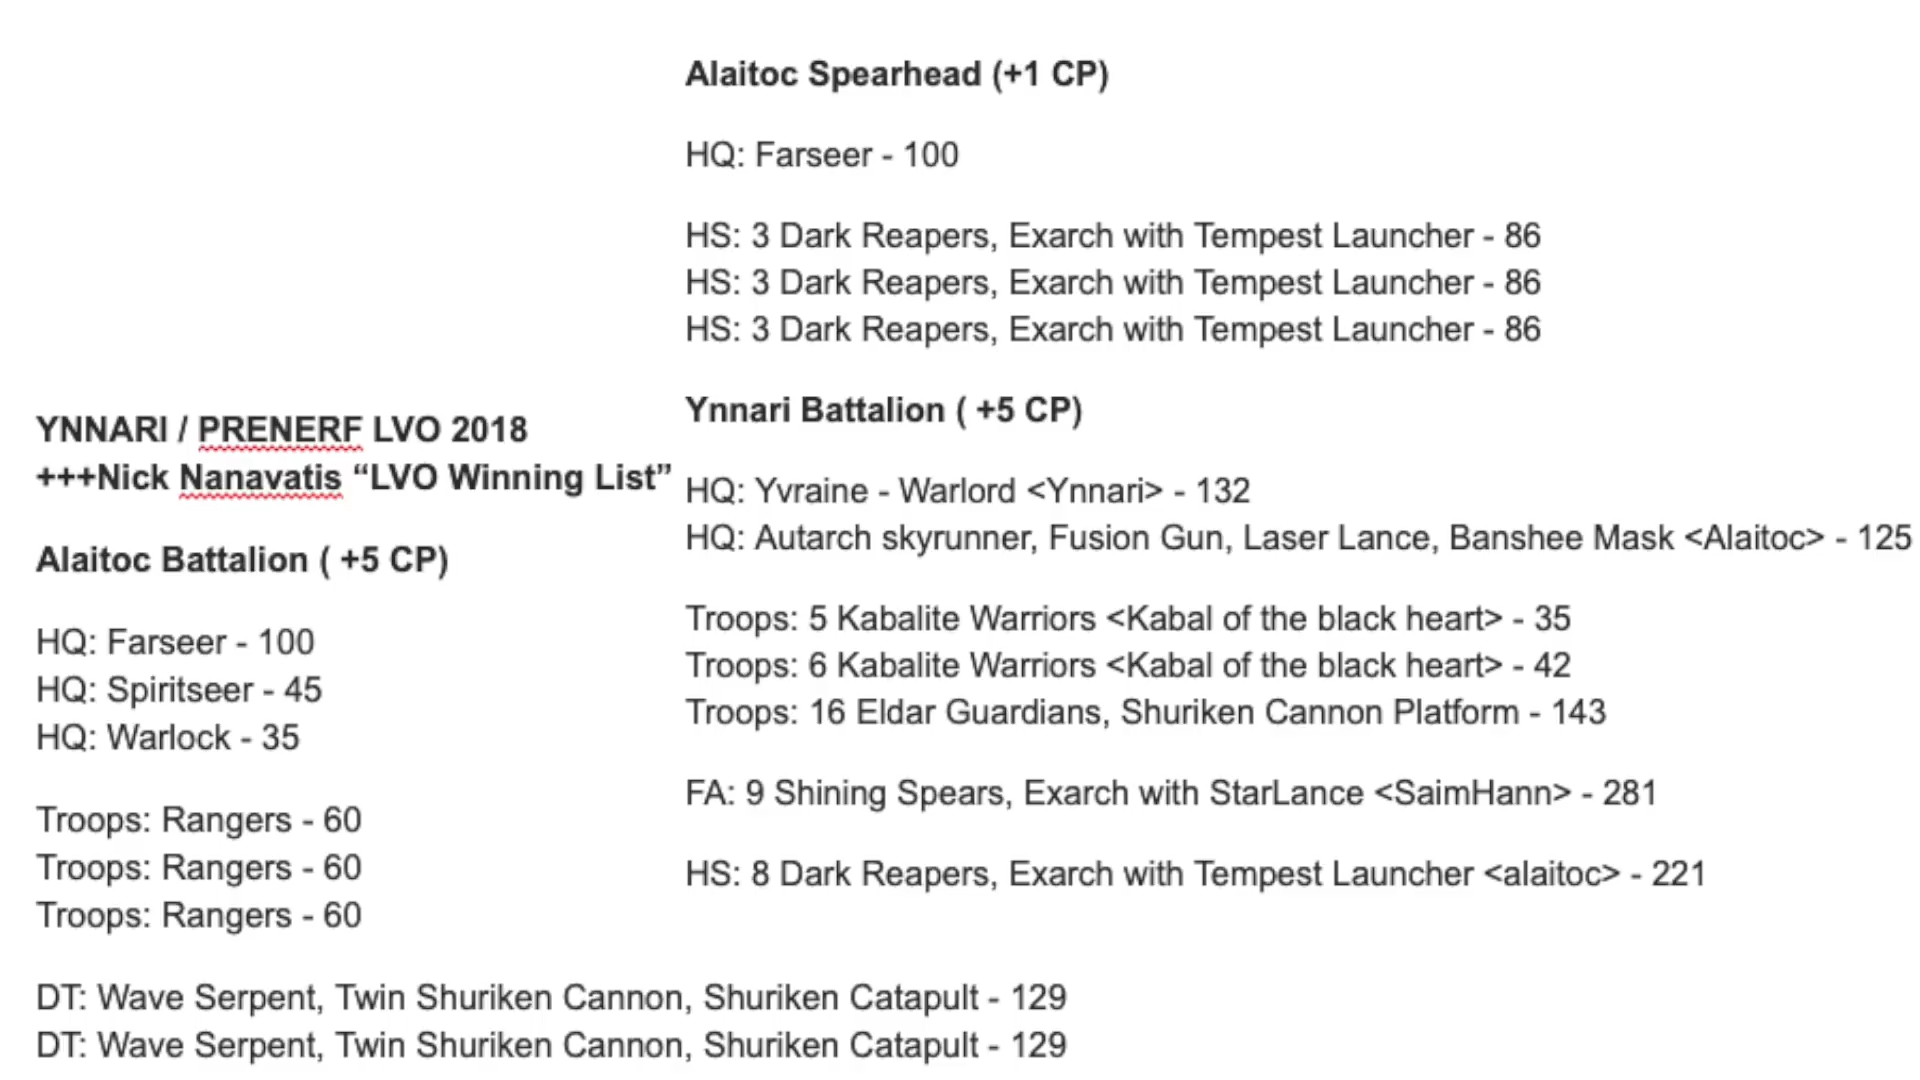 YNNARI / PRENERF LVO 2018
+++Nick Nanavatis “LVO Winning List”
Alaitoc Battalion ( +5 CP)
HQ: Farseer - 100
HQ: Spiritseer - 45
HQ: Warlock - 35
Troops: Rangers - 60
Troops: Rangers - 60
Troops: Rangers - 60
DT: Wave Serpent, Twin Shuriken Cannon, Shuriken Catapult - 129
DT: Wave Serpent, Twin Shuriken Cannon, Shuriken Catapult - 129
Alaitoc Spearhead (+1 CP)
HQ: Farseer - 100
HS: 3 Dark Reapers, Exarch with Tempest Launcher - 86
HS: 3 Dark Reapers, Exarch with Tempest Launcher - 86
HS: 3 Dark Reapers, Exarch with Tempest Launcher - 86
Ynnari Battalion ( +5 CP)
HQ: Yvraine - Warlord <Ynnari> - 132
HQ: Autarch skyrunner, Fusion Gun, Laser Lance, Banshee Mask <Alaitoc> - 125
Troops: 5 Kabalite Warriors <Kabal of the black heart> - 35
Troops: 6 Kabalite Warriors <Kabal of the black heart> - 42
Troops: 16 Eldar Guardians, Shuriken Cannon Platform - 143
FA: 9 Shining Spears, Exarch with StarLance <SaimHann> - 281
HS: 8 Dark Reapers, Exarch with Tempest Launcher <alaitoc> - 221